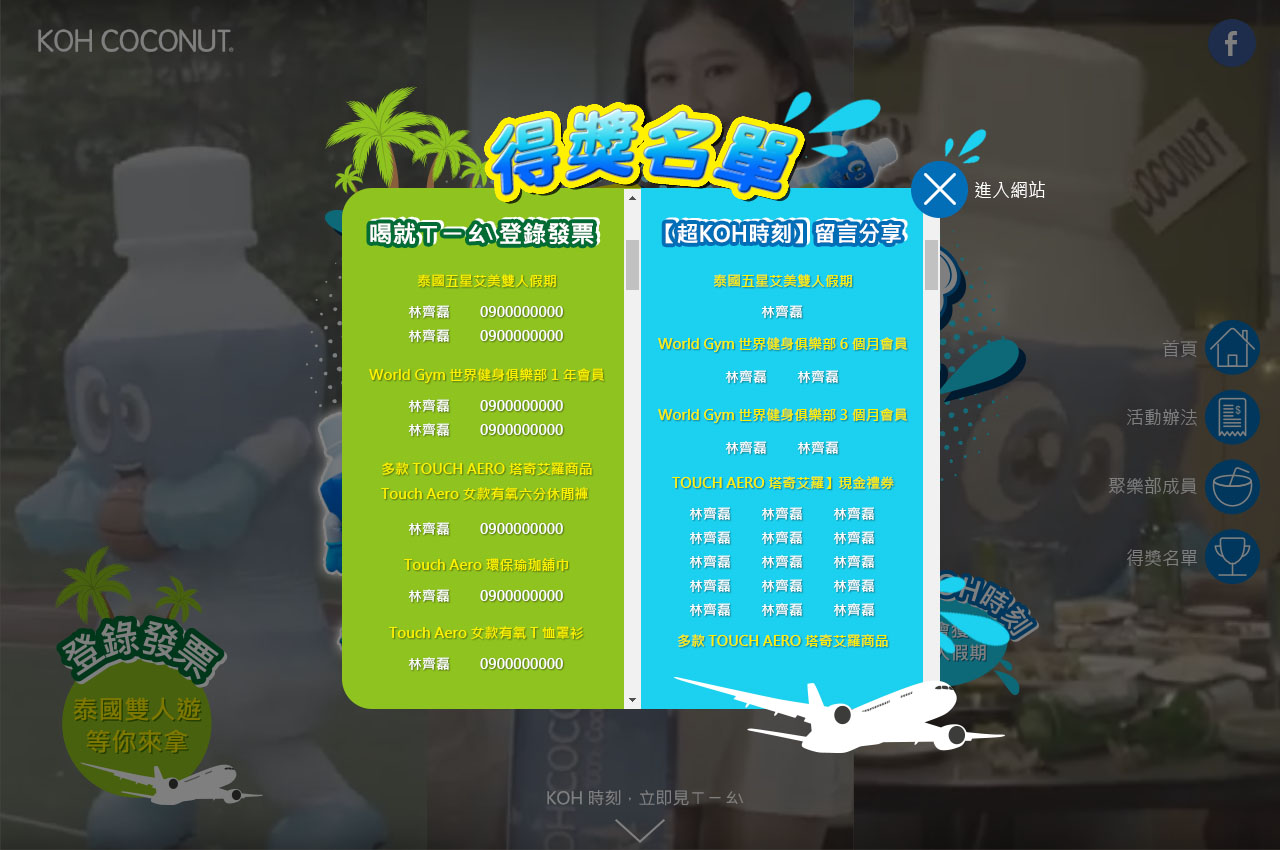 KOH COCONUT®
得獎名單
進入網站
喝就ㄒㄧㄠˋ登錄發票
泰國五星艾美雙人假期
林齊磊 0900000000
林齊磊 0900000000
World Gym 世界健身俱樂部 1 年會員
林齊磊 0900000000
林齊磊 0900000000
多款 TOUCH AERO 塔奇艾羅商品
Touch Aero 女款有氧六分休閒褲
林齊磊 0900000000
Touch Aero 環保瑜珈舖巾
林齊磊 0900000000
Touch Aero 女款有氧 T 恤罩衫
林齊磊 0900000000
【超KOH時刻】留言分享
泰國五星艾美雙人假期
林齊磊
World Gym 世界健身俱樂部 6 個月會員
林齊磊 林齊磊
World Gym 世界健身俱樂部 3 個月會員
林齊磊 林齊磊
TOUCH AERO 塔奇艾羅】現金禮券
林齊磊 林齊磊 林齊磊
林齊磊 林齊磊 林齊磊
林齊磊 林齊磊 林齊磊
林齊磊 林齊磊 林齊磊
林齊磊 林齊磊 林齊磊
多款 TOUCH AERO 塔奇艾羅商品
首頁
活動辦法
聚樂部成員
得獎名單
登錄發票
泰國雙人遊
等你來拿
KOH時刻
人假期
KOH 時刻，立即見ㄒㄧㄠˋ
COCONUT